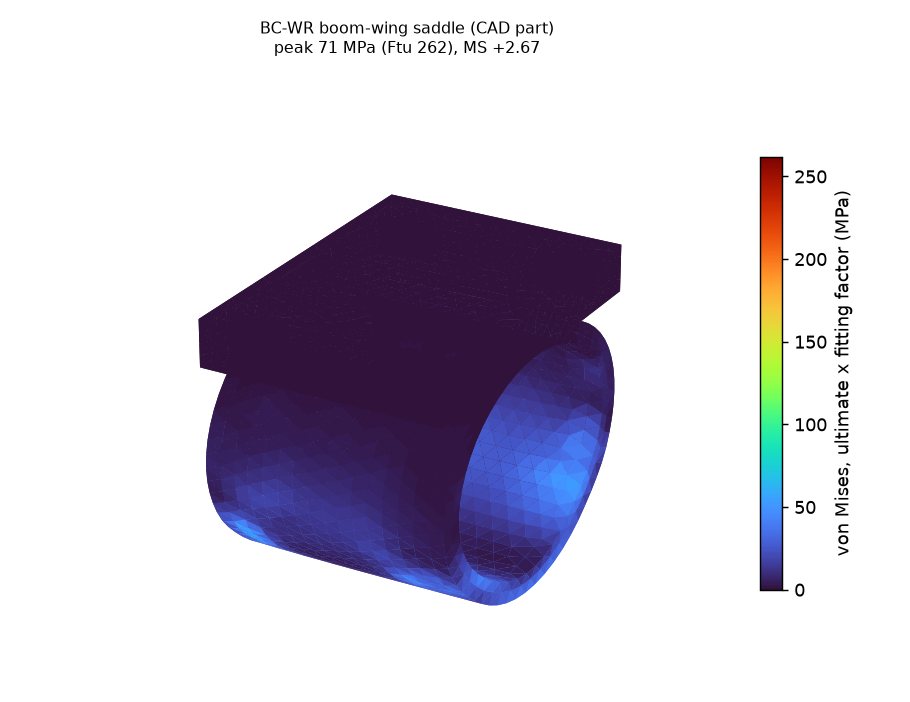 BC-WR boom-wing saddle (CAD part)
peak 71 MPa (Ftu 262), MS +2.67
250
200
150
100
50
0
von Mises, ultimate x fitting factor (MPa)